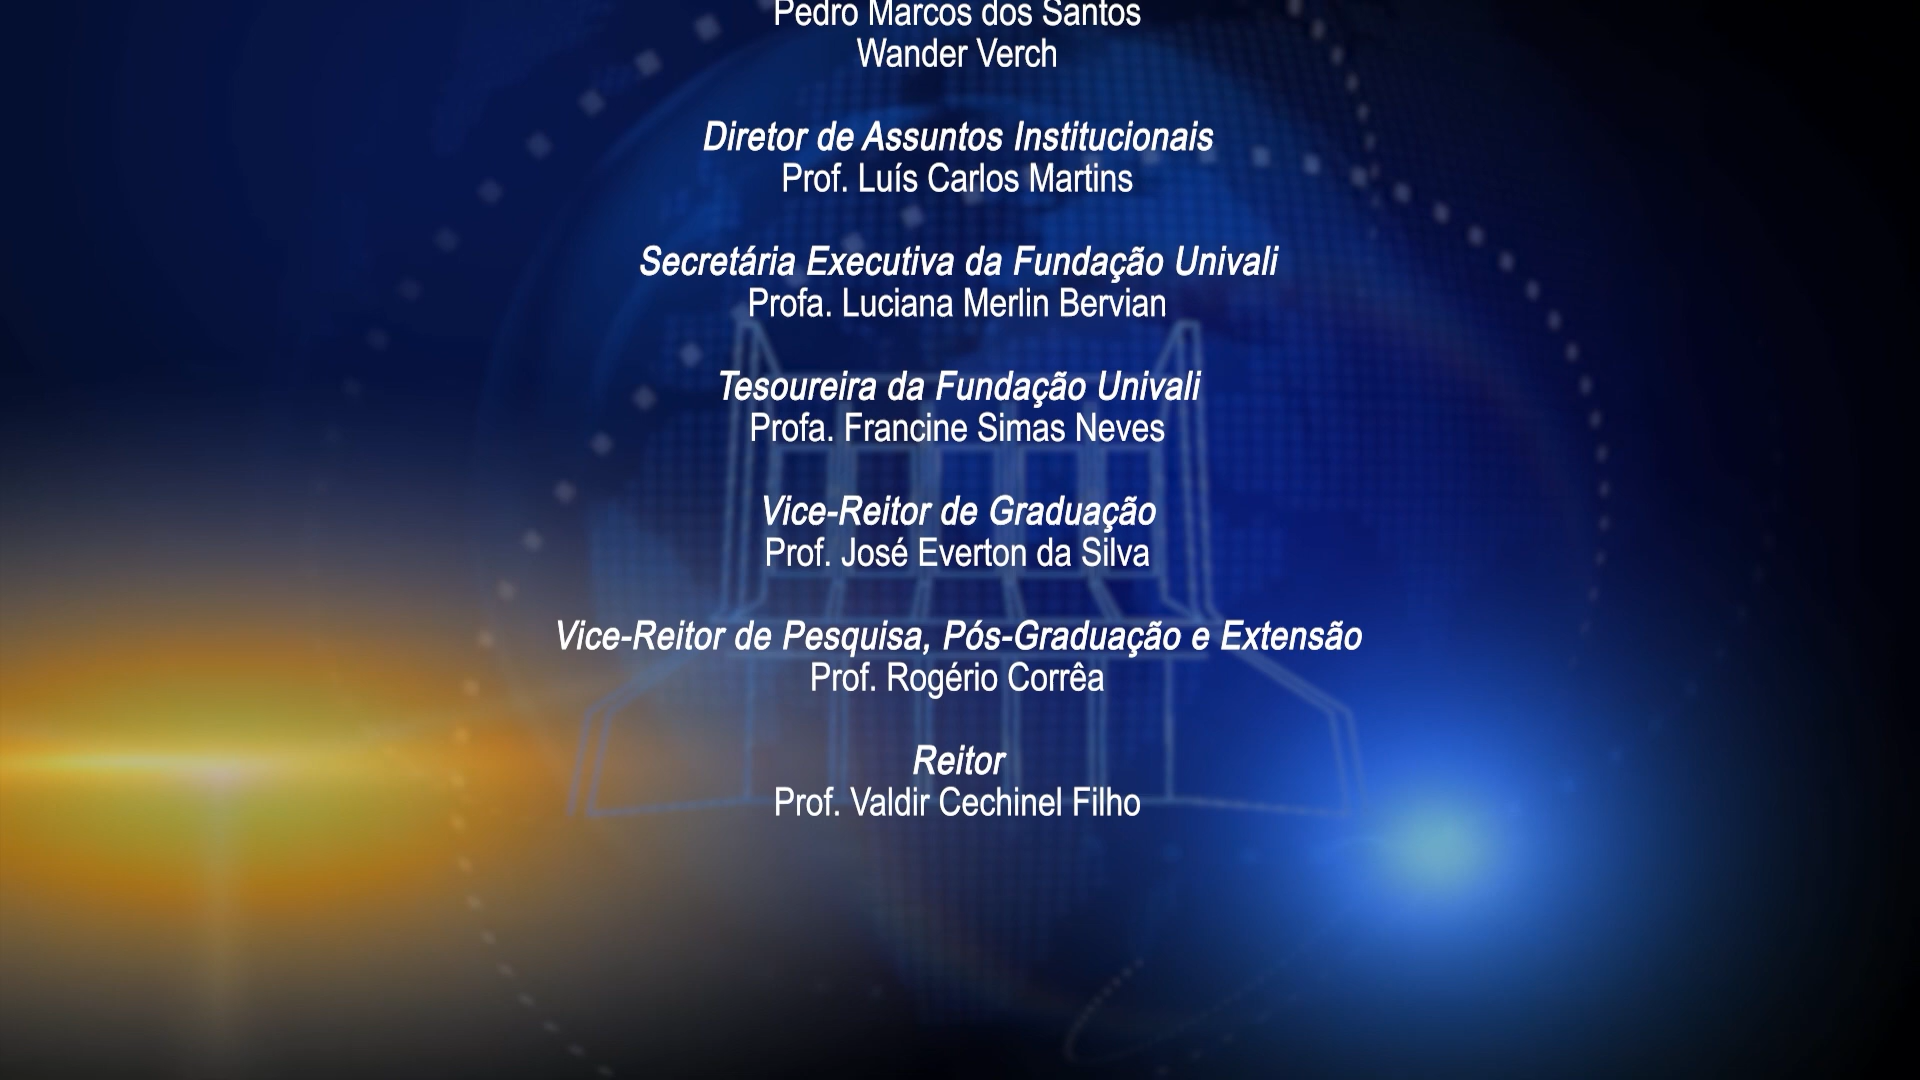 Pedro Marcos dos Santos
Wander Verch
Diretor de Assuntos Institucionais
Prof. Luís Carlos Martins
Secretária Executiva da Fundação Univali
Profa. Luciana Merlin Bervian
Tesoureira da Fundação Univali
Profa. Francine Simas Neves
Vice-Reitor de Graduação
Prof. José Everton da Silva
Vice-Reitor de Pesquisa, Pós-Graduação e Extensão
Prof. Rogério Corrêa
Reitor
Prof. Valdir Cechinel Filho